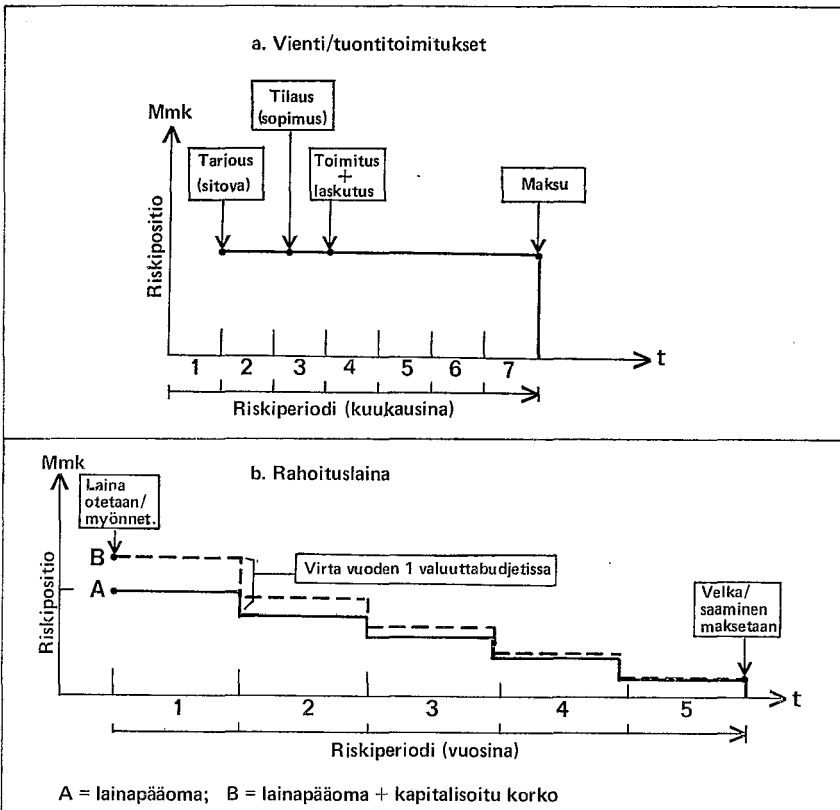 a. Vienti/tuontitoimitukset
Mmk
Tilaus
(sopimus)
Tarjous
(sitova)
Toimitus
+
laskutus
Maksu
Riskipositio
1 2 3 4 5 6 7
t
Riskiperiodi (kuukausina)
b. Rahoituslaina
Mmk
Laina
otetaan/
myönnet.
B
A
Virta vuoden 1 valuuttabudjetissa
Velka/
saaminen
maksetaan
Riskipositio
1 2 3 4 5
t
Riskiperiodi (vuosina)
A = lainapääoma; B = lainapääoma + kapitalisoitu korko